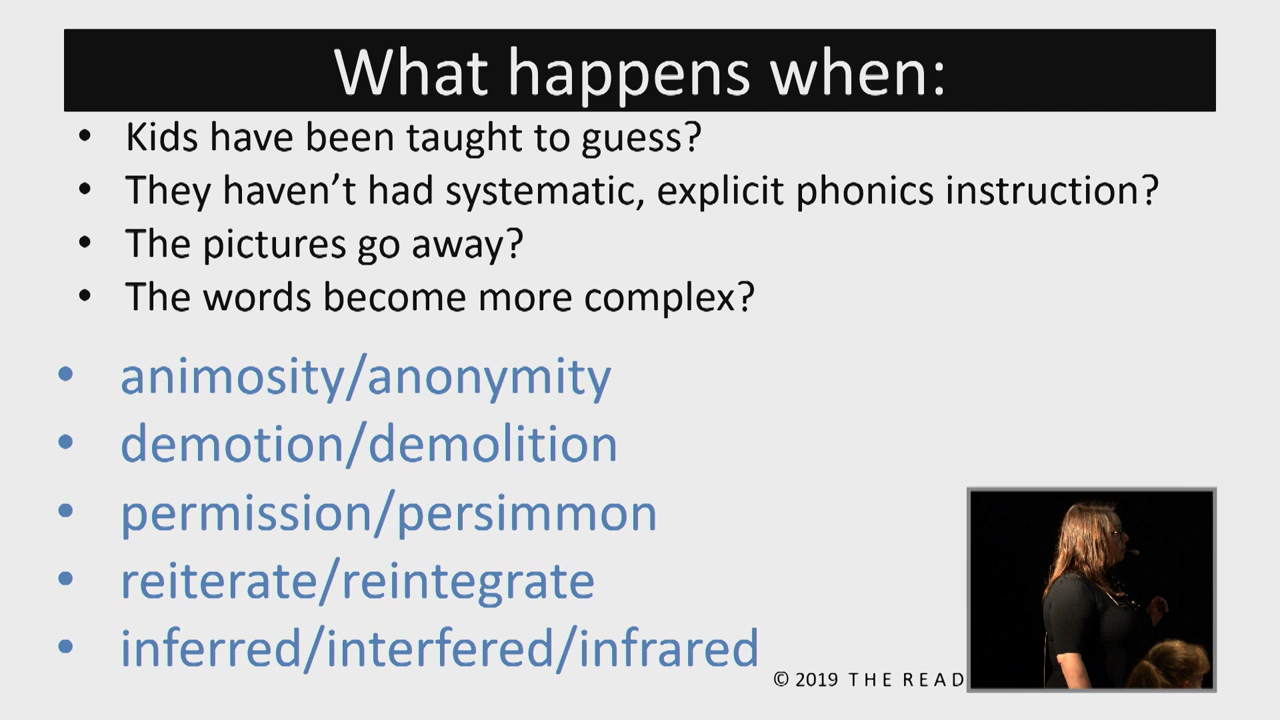 What happens when:
• Kids have been taught to guess?
• They haven’t had systematic, explicit phonics instruction?
• The pictures go away?
• The words become more complex?
• animosity/anonymity
• demotion/demolition
• permission/persimmon
• reiterate/reintegrate
• inferred/interfered/infrared
© 2019 THE READ